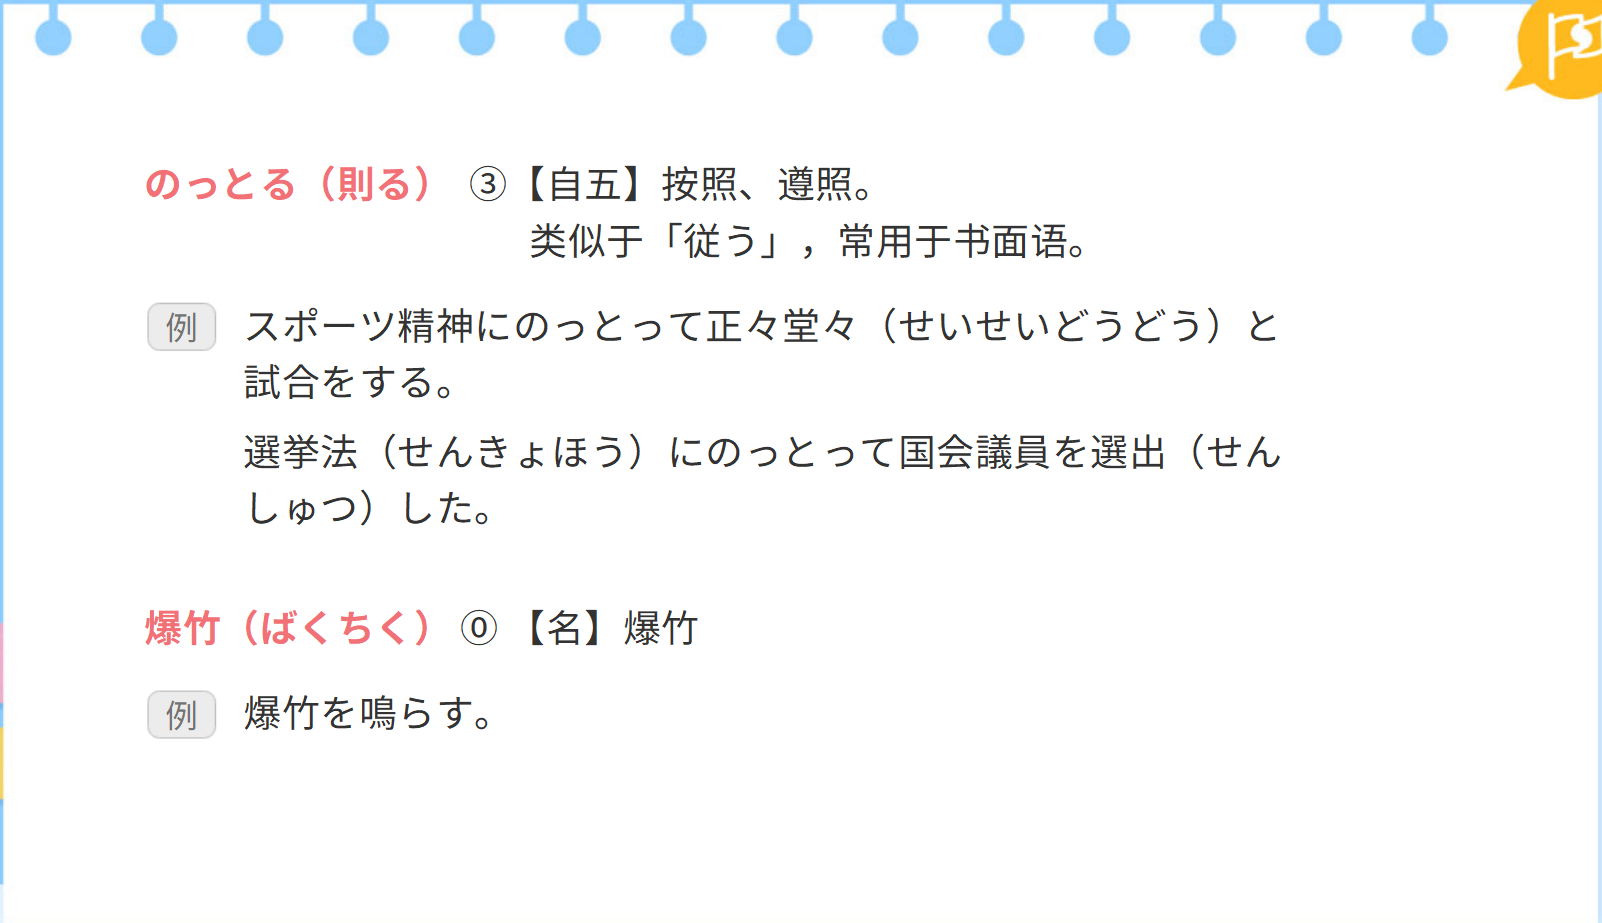 のっとる（則る） ③【自五】按照、遵照。
类似于「従う」，常用于书面语。
例 スポーツ精神にのっとって正々堂々（せいせいどうどう）と
試合をする。
選挙法（せんきょほう）にのっとって国会議員を選出（せん
しゅつ）した。
爆竹（ばくちく） ⓪ 【名】爆竹
例 爆竹を鳴らす。